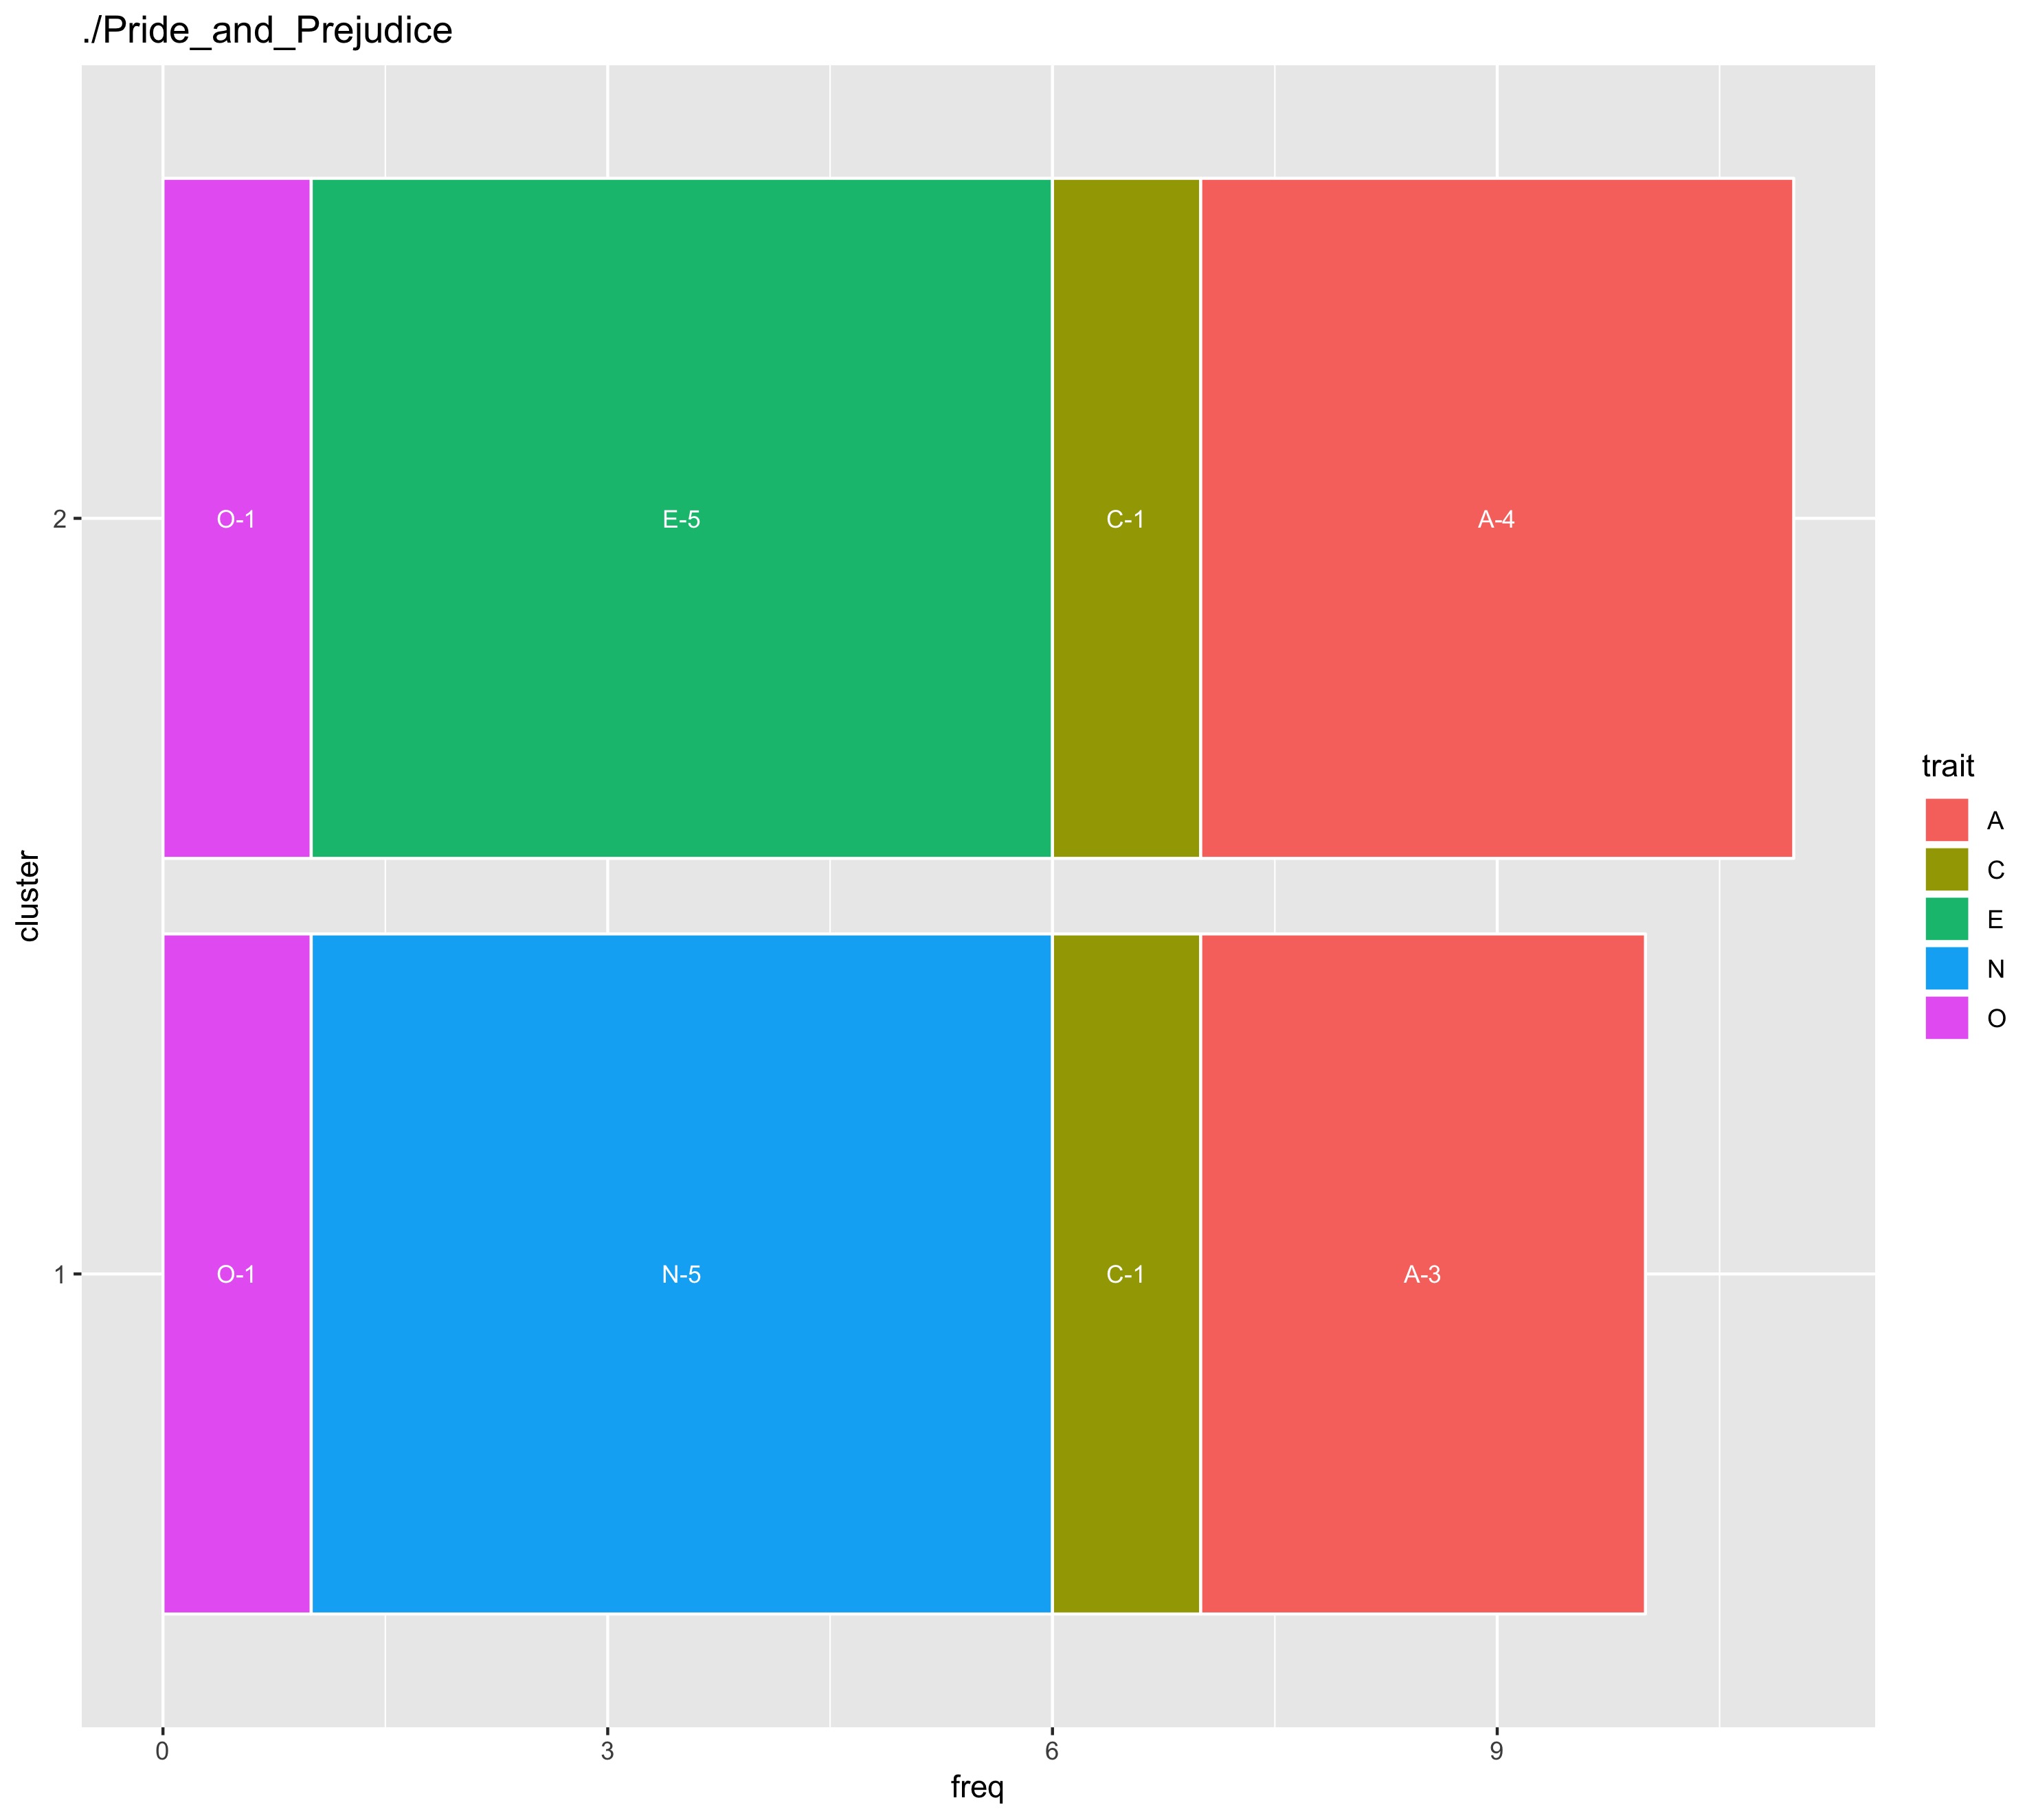 ./Pride_and_Prejudice
cluster
2
O-1 E-5 C-1 A-4
1
O-1 N-5 C-1 A-3
0 3 6 9
freq
trait
A
C
E
N
O